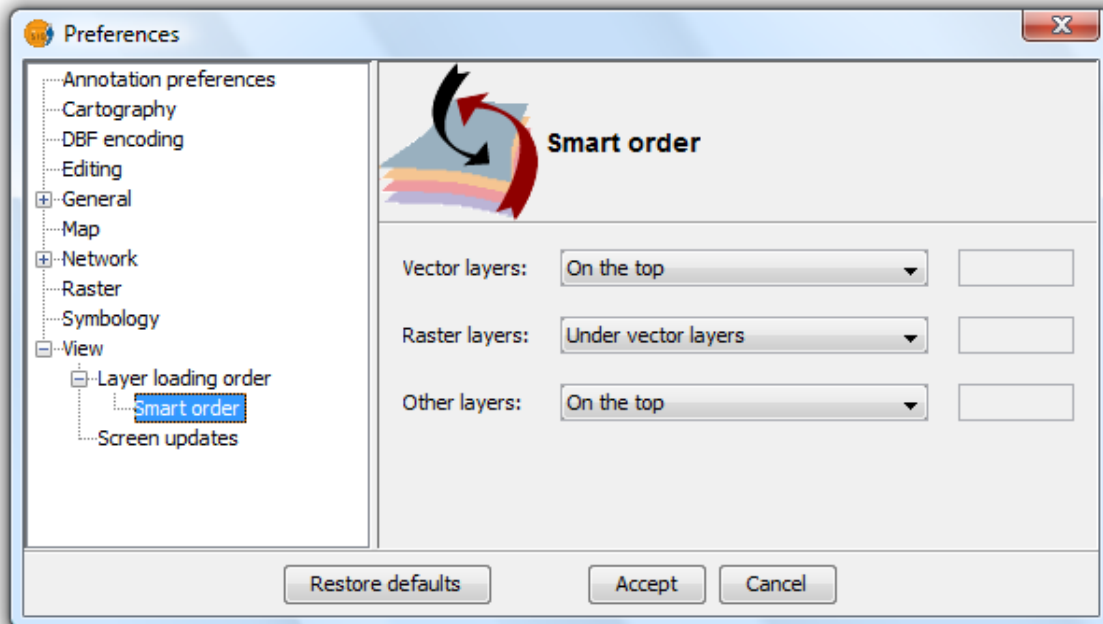 Preferences
Annotation preferences
Cartography
DBF encoding
Editing
General
Map
Network
Raster
Symbology
View
Layer loading order
Smart order
Screen updates
Smart order
Vector layers: On the top
Raster layers: Under vector layers
Other layers: On the top
Restore defaults Accept Cancel